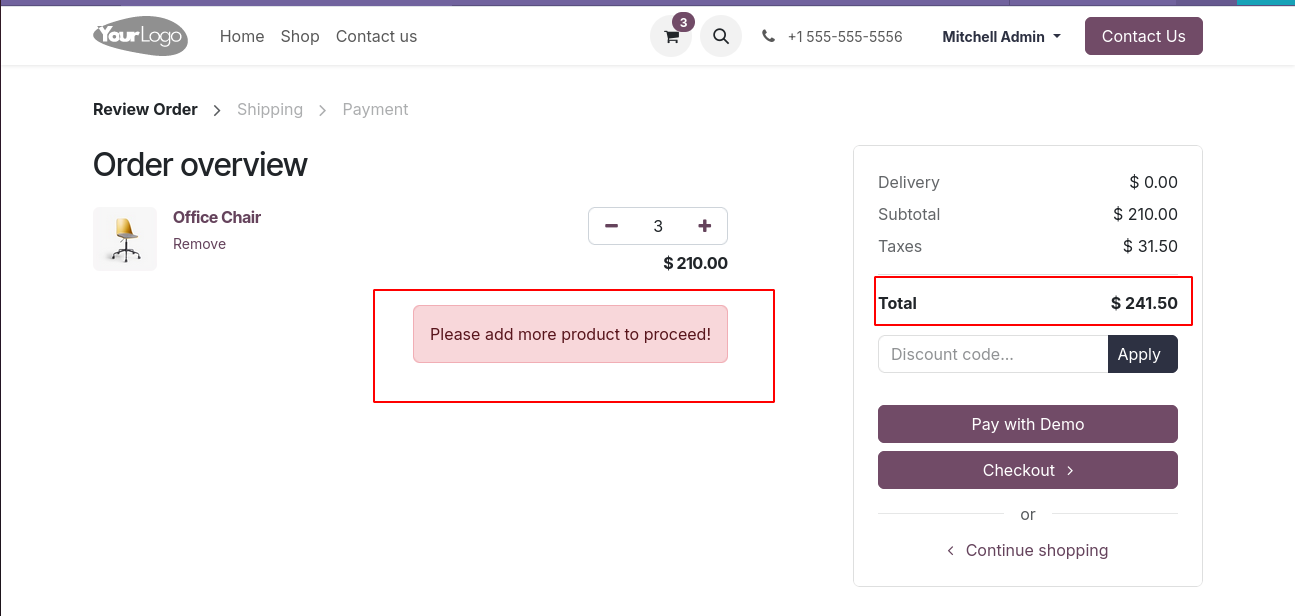 YourLogo Home Shop Contact us 3 +1 555-555-5556 Mitchell Admin Contact Us
Review Order Shipping Payment
Order overview
Office Chair
Remove
3
$ 210.00
Please add more product to proceed!
Delivery $ 0.00
Subtotal $ 210.00
Taxes $ 31.50
Total $ 241.50
Discount code... Apply
Pay with Demo
Checkout
or
Continue shopping